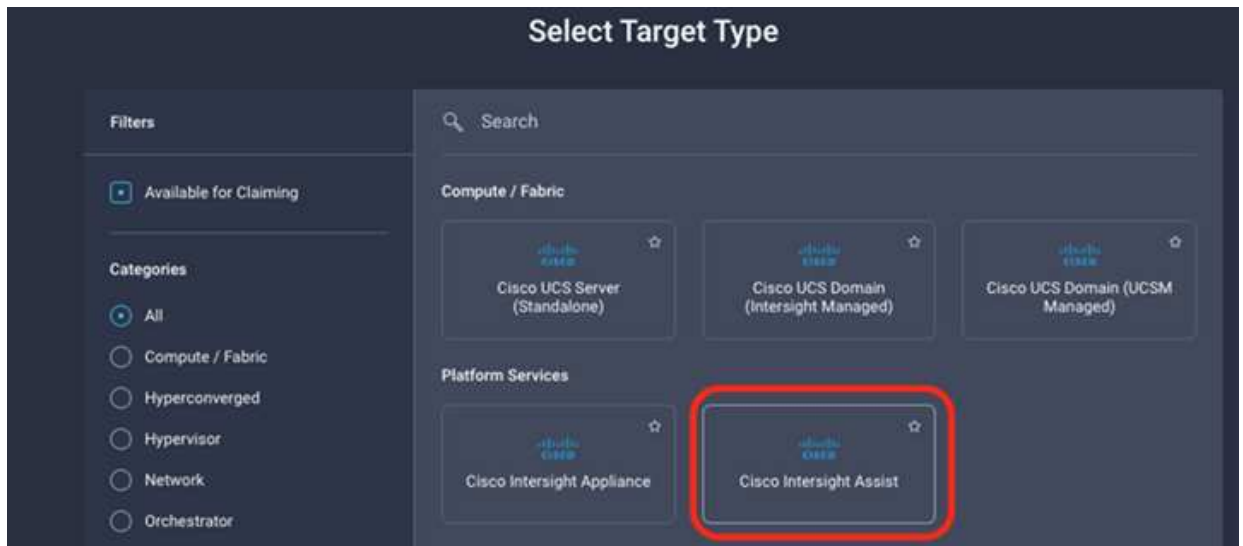 Select Target Type
Filters
Search
Available for Claiming
Categories
All
Compute / Fabric
Hyperconverged
Hypervisor
Network
Orchestrator
Compute / Fabric
Cisco UCS Server
(Standalone)
Cisco UCS Domain
(Intersight Managed)
Cisco UCS Domain (UCSM
Managed)
Platform Services
Cisco Intersight Appliance
Cisco Intersight Assist